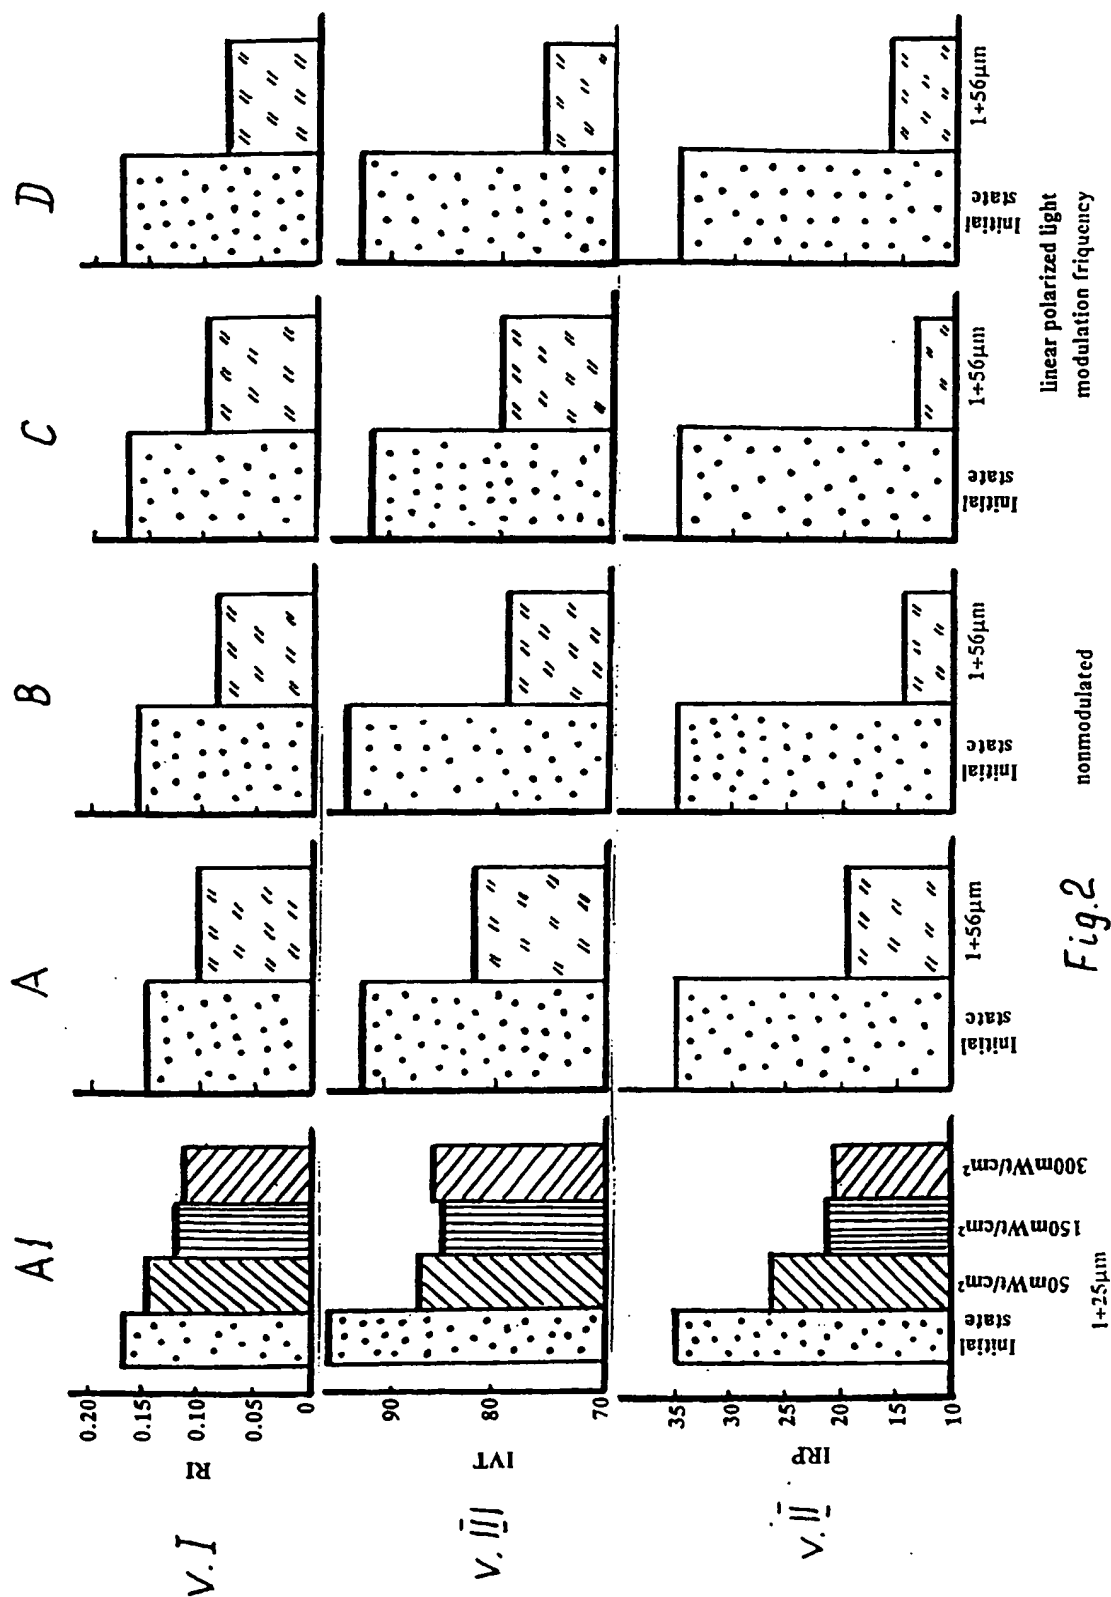 A1
A
B
C
D
v. I
RI
0.20
0.15
0.10
0.05
0
v. III
IVT
90
80
70
v. II
IRP
35
30
25
20
15
10
Initial
state
50mWt/cm²
150mWt/cm²
300mWt/cm²
1+25μm
Initial
state
1+56μm
Initial
state
1+56μm
Initial
state
1+56μm
Initial
state
1+56μm
nonmodulated
linear polarized light
modulation friquency
Fig.2